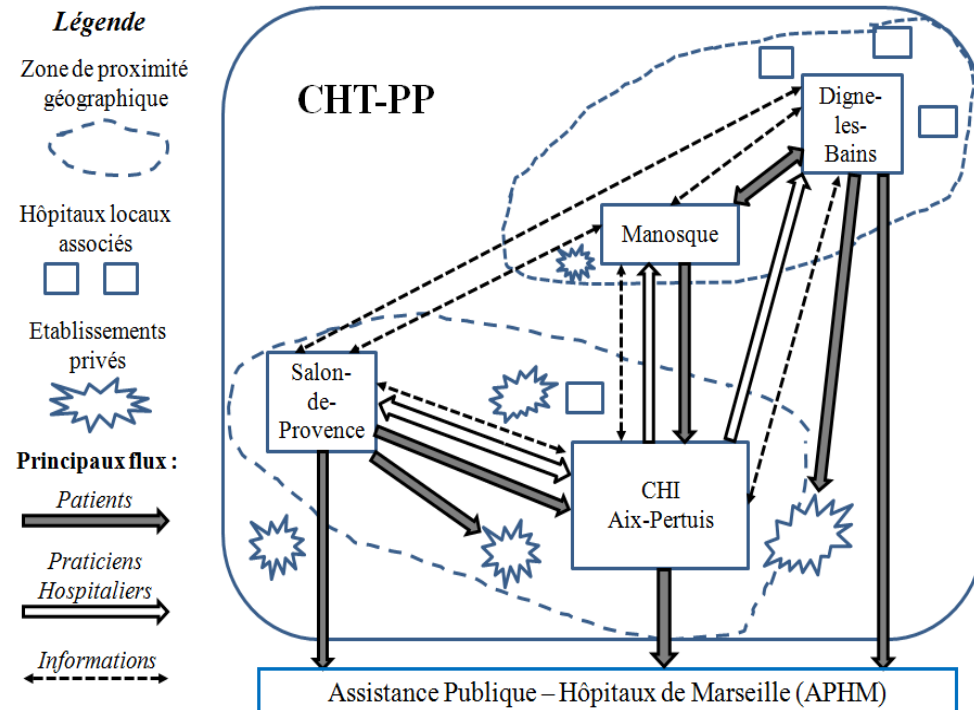 Légende
Zone de proximité
géographique
Hôpitaux locaux
associés
Etablissements
privés
Principaux flux :
Patients
Praticiens
Hospitaliers
Informations
CHT-PP
Digne-
les-
Bains
Manosque
Salon-
de-
Provence
CHI
Aix-Pertuis
Assistance Publique – Hôpitaux de Marseille (APHM)